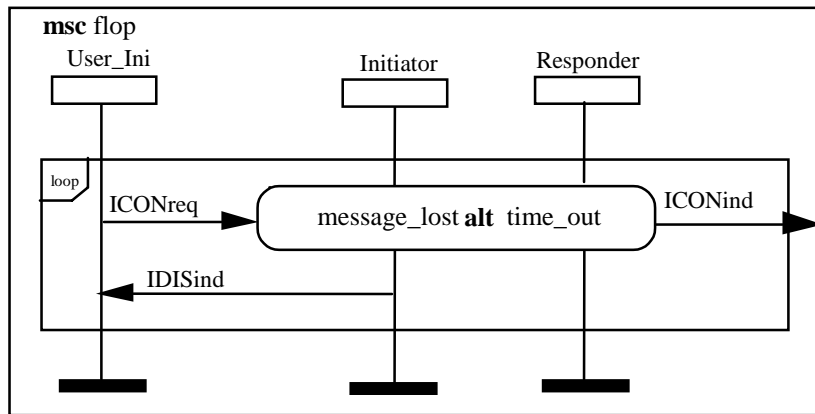 msc flop
User_Ini
Initiator
Responder
loop
ICONreq
message_lost alt time_out
ICONind
IDISind